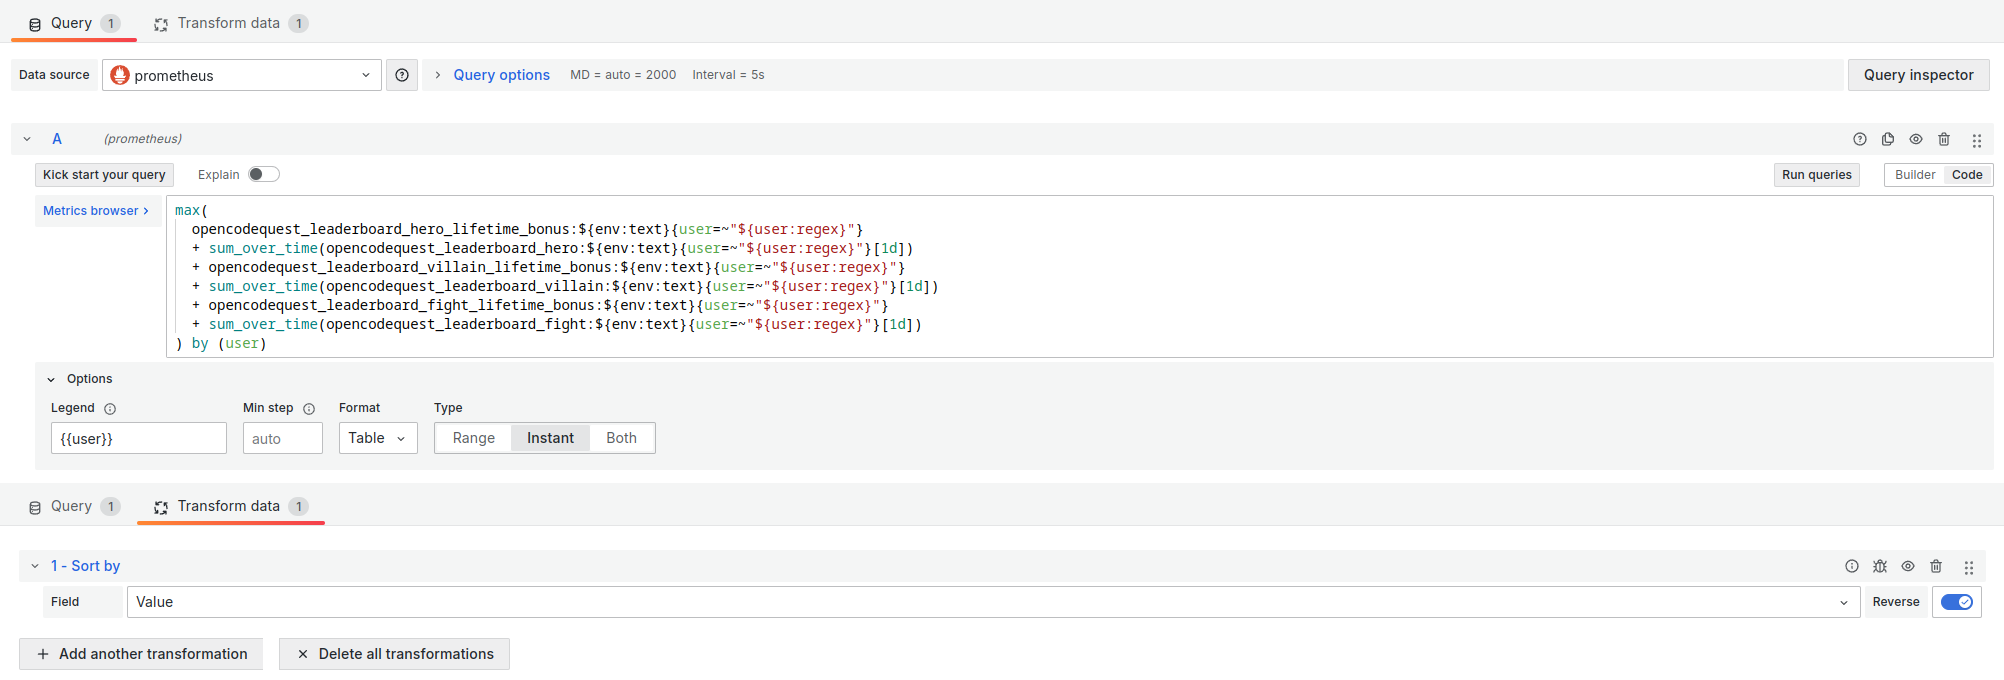 Query 1 Transform data 1
Data source prometheus Query options MD = auto = 2000 Interval = 5s Query inspector
A (prometheus)
Kick start your query Explain Run queries Builder Code
Metrics browser > max(
opencodequest_leaderboard_hero_lifetime_bonus:${env:text}{user=~"${user:regex}"}
+ sum_over_time(opencodequest_leaderboard_hero:${env:text}{user=~"${user:regex}"}[1d])
+ opencodequest_leaderboard_villain_lifetime_bonus:${env:text}{user=~"${user:regex}"}
+ sum_over_time(opencodequest_leaderboard_villain:${env:text}{user=~"${user:regex}"}[1d])
+ opencodequest_leaderboard_fight_lifetime_bonus:${env:text}{user=~"${user:regex}"}
+ sum_over_time(opencodequest_leaderboard_fight:${env:text}{user=~"${user:regex}"}[1d])
) by (user)
Options
Legend Min step Format Type
{{user}} auto Table Range Instant Both
Query 1 Transform data 1
1 - Sort by
Field Value Reverse
+ Add another transformation × Delete all transformations